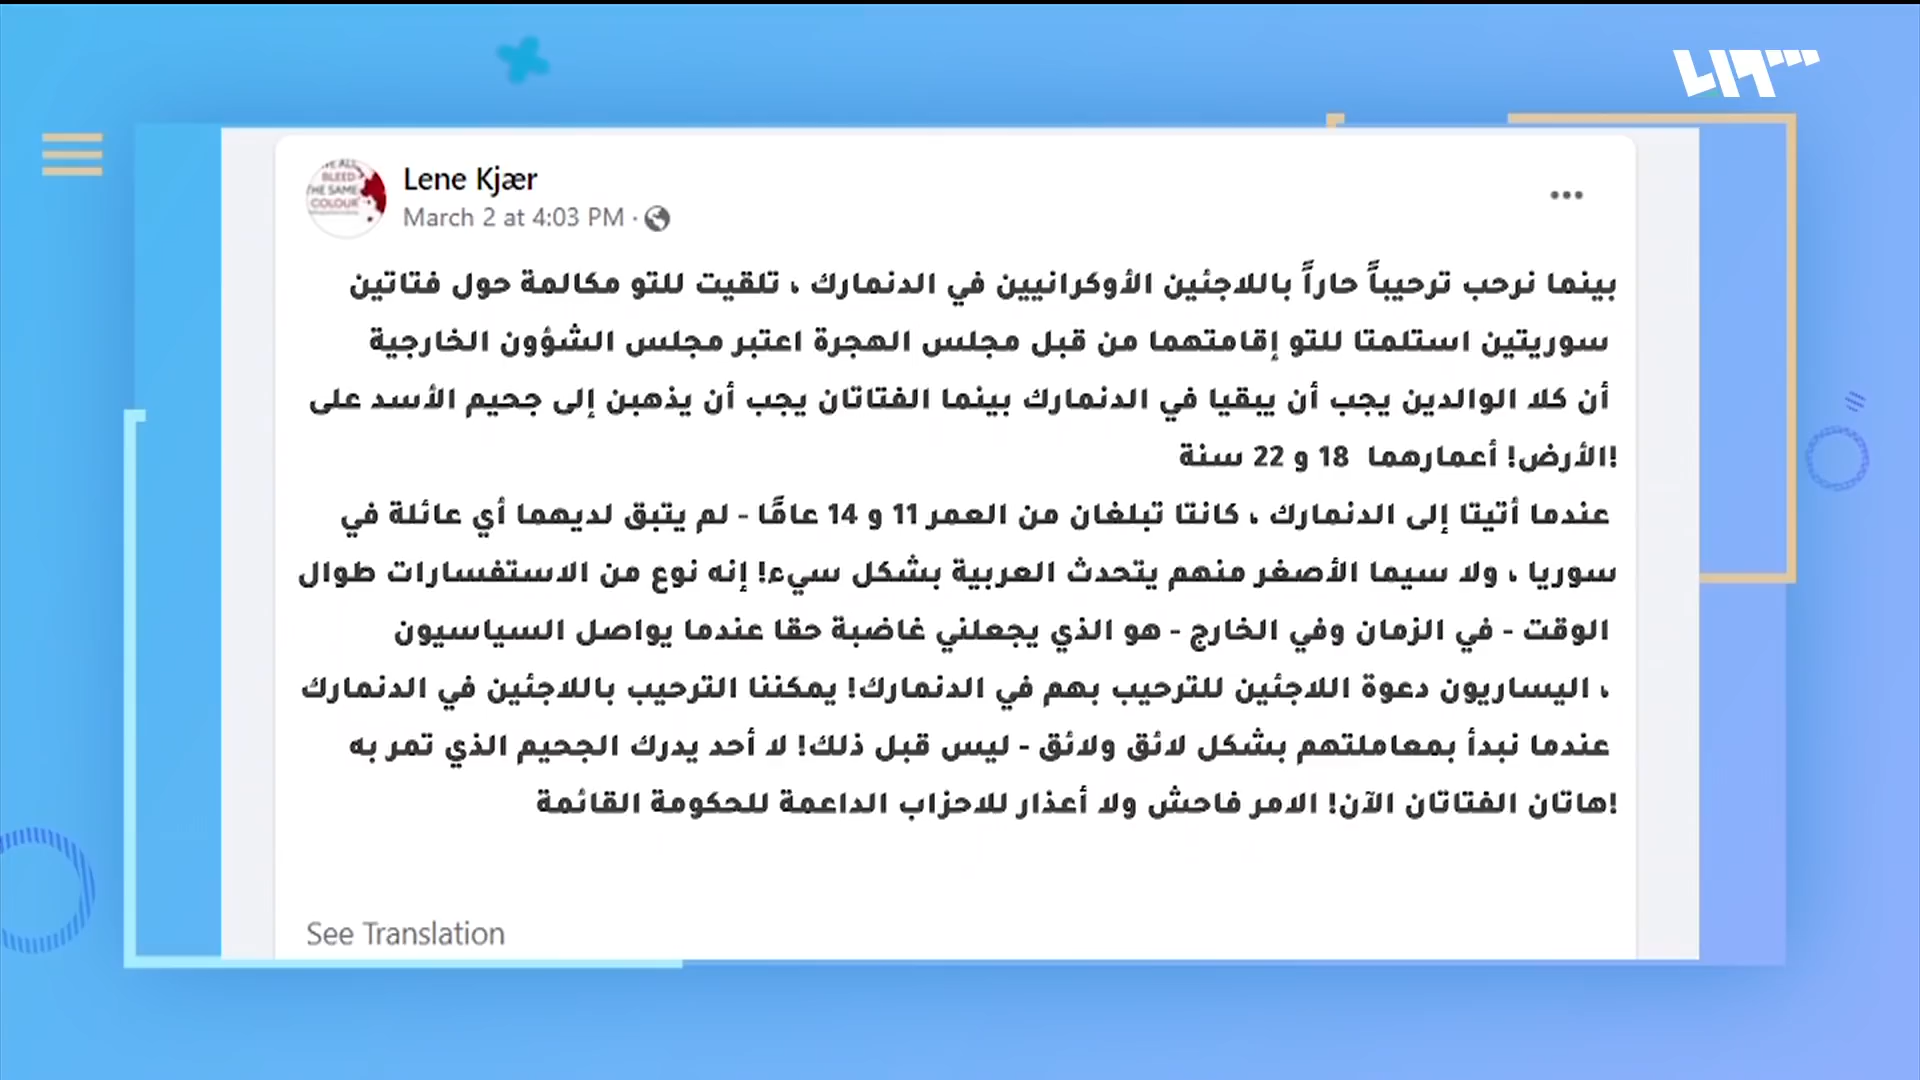 WE ALL
BLEED
THE SAME
COLOUR
Lene Kjær
March 2 at 4:03 PM ·
بينما نرحب ترحيباً حاراً باللاجئين الأوكرانيين في الدنمارك ، تلقيت للتو مكالمة حول فتاتين
سوريتين استلمتا للتو إقامتهما من قبل مجلس الهجرة اعتبر مجلس الشؤون الخارجية
أن كلا الوالدين يجب أن يبقيا في الدنمارك بينما الفتاتان يجب أن يذهبن إلى جحيم الأسد على
!الأرض! أعمارهما 18 و 22 سنة
عندما أتيتا إلى الدنمارك ، كانتا تبلغان من العمر 11 و 14 عامًا - لم يتبق لديهما أي عائلة في
سوريا ، ولا سيما الأصغر منهم يتحدث العربية بشكل سيء! إنه نوع من الاستفسارات طوال
الوقت - في الزمان وفي الخارج - هو الذي يجعلني غاضبة حقا عندما يواصل السياسيون
، اليساريون دعوة اللاجئين للترحيب بهم في الدنمارك! يمكننا الترحيب باللاجئين في الدنمارك
عندما نبدأ بمعاملتهم بشكل لائق ولائق - ليس قبل ذلك! لا أحد يدرك الجحيم الذي تمر به
!هاتان الفتاتان الآن! الامر فاحش ولا أعذار للاحزاب الداعمة للحكومة القائمة
See Translation